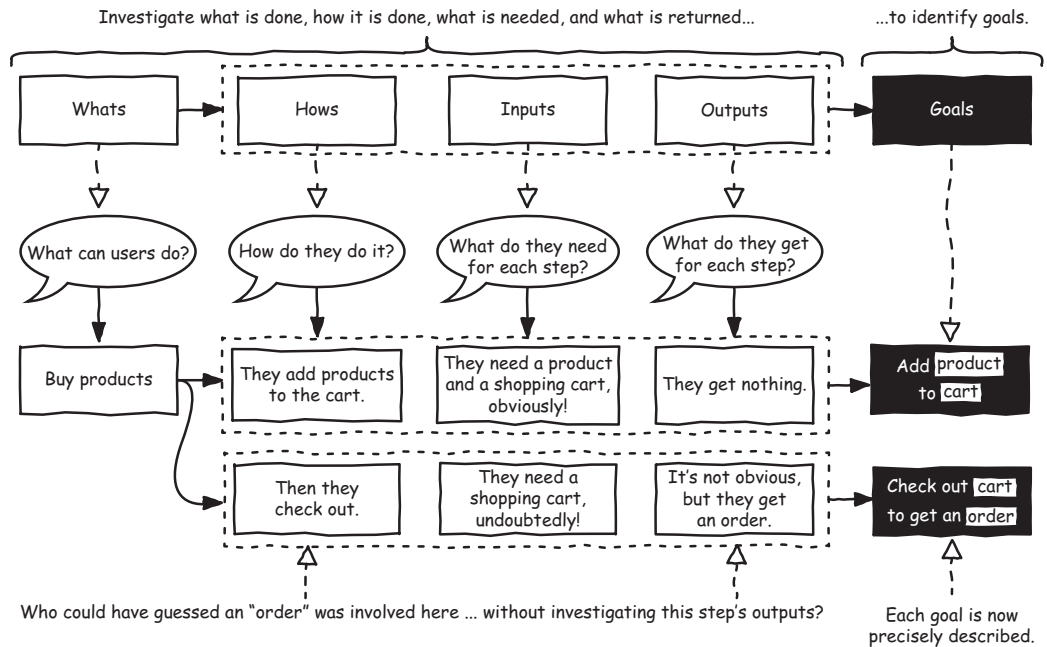 Investigate what is done, how it is done, what is needed, and what is returned...
...to identify goals.
Whats
Hows
Inputs
Outputs
Goals
What can users do?
How do they do it?
What do they need
for each step?
What do they get
for each step?
Buy products
They add products
to the cart.
They need a product
and a shopping cart,
obviously!
They get nothing.
Add product
to cart
Then they
check out.
They need a
shopping cart,
undoubtedly!
It's not obvious,
but they get
an order.
Check out cart
to get an order
Who could have guessed an “order” was involved here ... without investigating this step's outputs?
Each goal is now
precisely described.